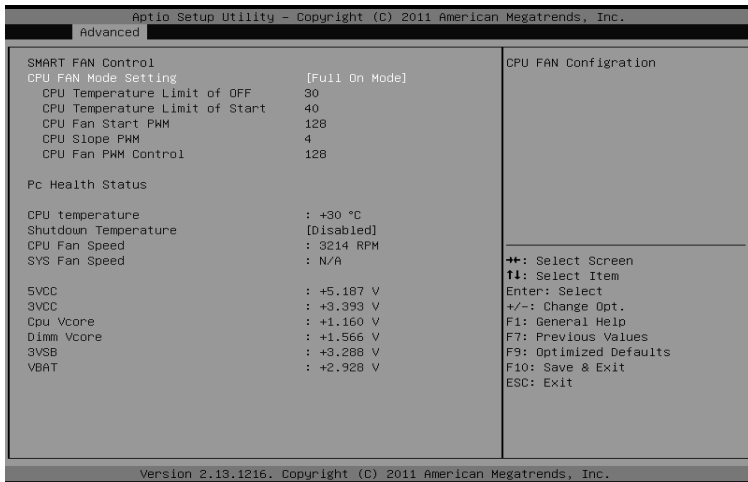 Aptio Setup Utility – Copyright (C) 2011 American Megatrends, Inc.
Advanced
SMART FAN Control
CPU FAN Mode Setting [Full On Mode]
CPU Temperature Limit of OFF 30
CPU Temperature Limit of Start 40
CPU Fan Start PWM 128
CPU Slope PWM 4
CPU Fan PWM Control 128
Pc Health Status
CPU temperature : +30 °C
Shutdown Temperature [Disabled]
CPU Fan Speed : 3214 RPM
SYS Fan Speed : N/A
5VCC : +5.187 V
3VCC : +3.393 V
Cpu Vcore : +1.160 V
Dimm Vcore : +1.566 V
3VSB : +3.288 V
VBAT : +2.928 V
CPU FAN Configration
→←: Select Screen
↑↓: Select Item
Enter: Select
+/-: Change Opt.
F1: General Help
F7: Previous Values
F9: Optimized Defaults
F10: Save & Exit
ESC: Exit
Version 2.13.1216. Copyright (C) 2011 American Megatrends, Inc.